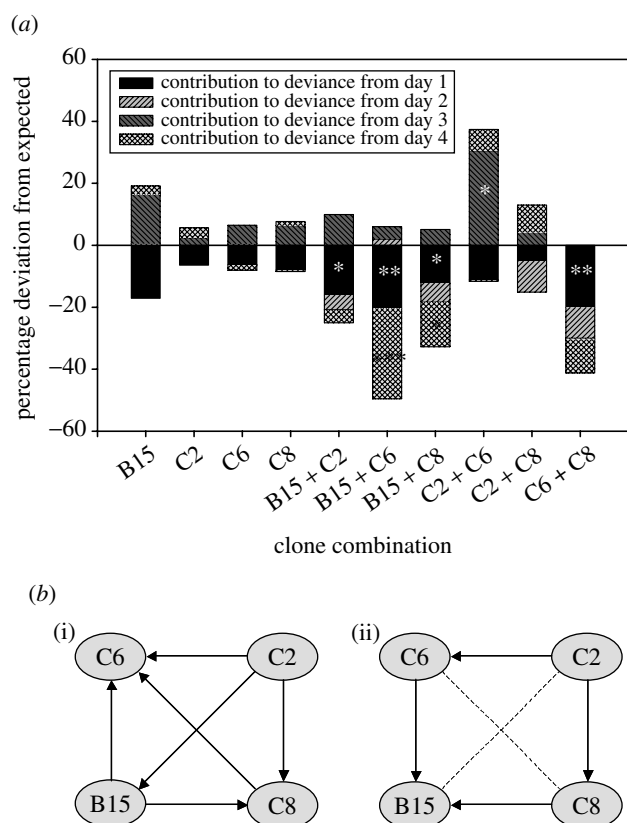 (a)
60
40
20
0
−20
−40
−60
percentage deviation from expected
contribution to deviance from day 1
contribution to deviance from day 2
contribution to deviance from day 3
contribution to deviance from day 4
* ** * * **
*** *
B15 C2 C6 C8 B15 + C2 B15 + C6 B15 + C8 C2 + C6 C2 + C8 C6 + C8
clone combination
(b)
(i) (ii)
C6 C2 C6 C2
B15 C8 B15 C8